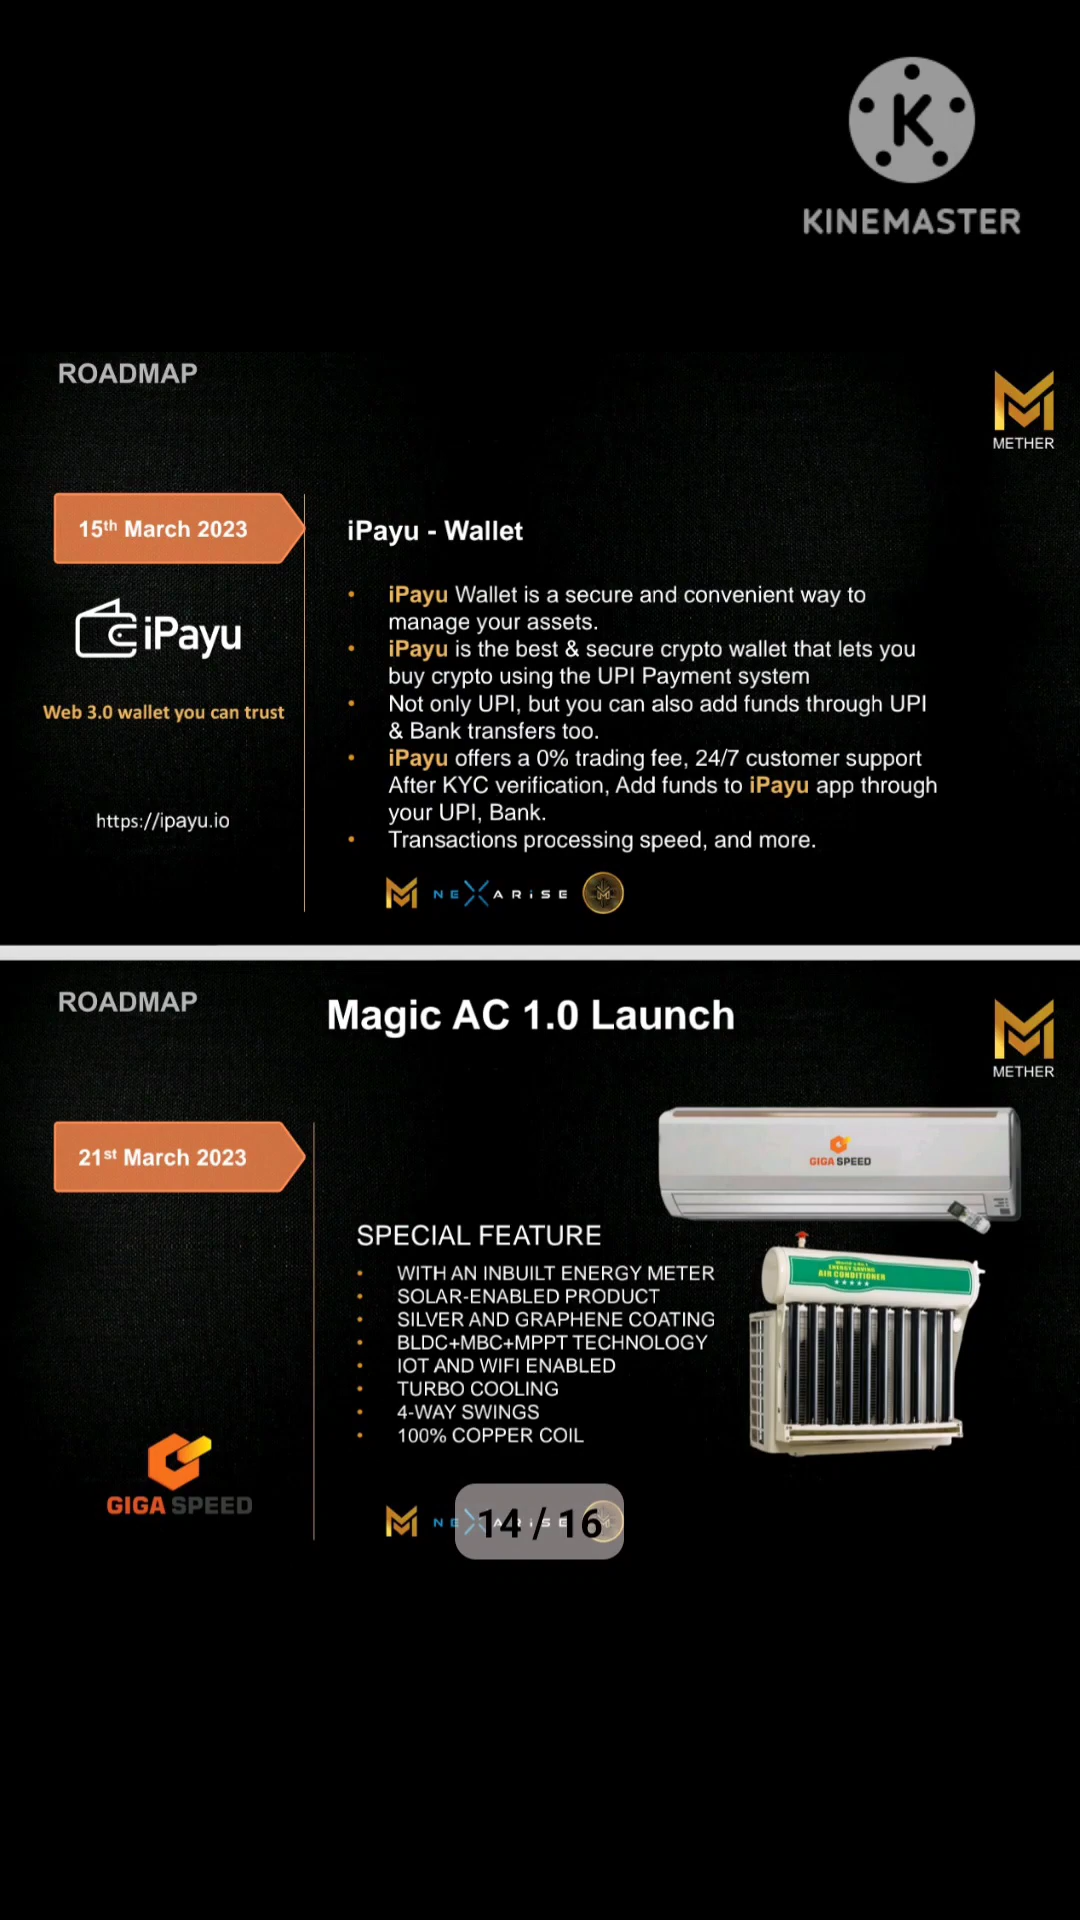 KINEMASTER
ROADMAP
METHER
15th March 2023
iPayu - Wallet
iPayu
Web 3.0 wallet you can trust
https://ipayu.io
• iPayu Wallet is a secure and convenient way to
manage your assets.
• iPayu is the best & secure crypto wallet that lets you
buy crypto using the UPI Payment system
• Not only UPI, but you can also add funds through UPI
& Bank transfers too.
• iPayu offers a 0% trading fee, 24/7 customer support
After KYC verification, Add funds to iPayu app through
your UPI, Bank.
• Transactions processing speed, and more.
NEXARiSE
ROADMAP
Magic AC 1.0 Launch
METHER
21st March 2023
GIGA SPEED
SPECIAL FEATURE
• WITH AN INBUILT ENERGY METER
• SOLAR-ENABLED PRODUCT
• SILVER AND GRAPHENE COATING
• BLDC+MBC+MPPT TECHNOLOGY
• IOT AND WIFI ENABLED
• TURBO COOLING
• 4-WAY SWINGS
• 100% COPPER COIL
World's No.1
ENERGY SAVING
AIR CONDITIONER
GIGA SPEED
14 / 16